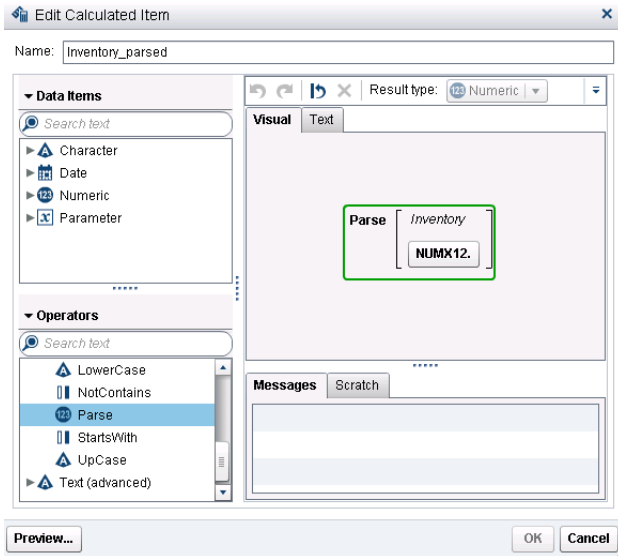 Edit Calculated Item
Name: Inventory_parsed
Data Items
Search text
Character
Date
Numeric
Parameter
Operators
Search text
LowerCase
NotContains
Parse
StartsWith
UpCase
Text (advanced)
Result type: 123 Numeric
Visual Text
Parse Inventory
NUMX12.
Messages Scratch
Preview... OK Cancel